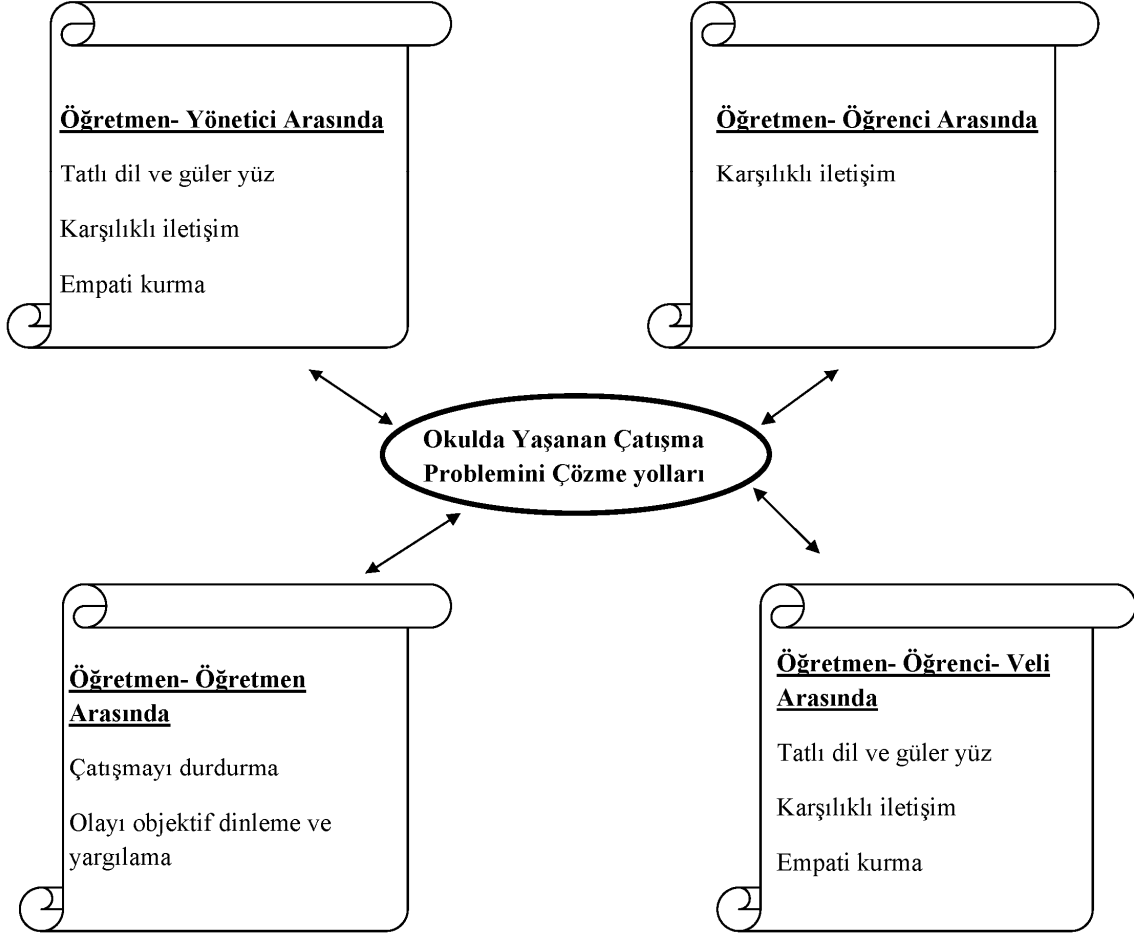 Öğretmen- Yönetici Arasında
Tatlı dil ve güler yüz
Karşılıklı iletişim
Empati kurma
Öğretmen- Öğrenci Arasında
Karşılıklı iletişim
Okulda Yaşanan Çatışma
Problemini Çözme yolları
Öğretmen- Öğretmen
Arasında
Çatışmayı durdurma
Olayı objektif dinleme ve
yargılama
Öğretmen- Öğrenci- Veli
Arasında
Tatlı dil ve güler yüz
Karşılıklı iletişim
Empati kurma